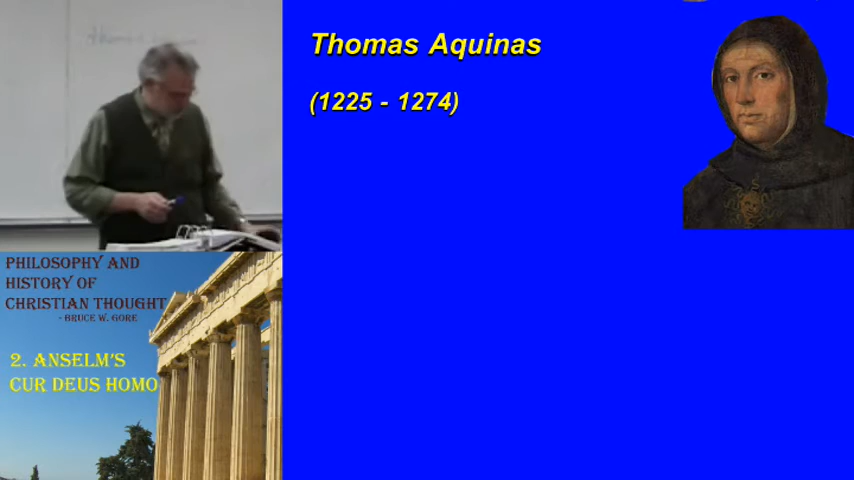 Thomas Aquinas
(1225 - 1274)
PHILOSOPHY AND
HISTORY OF
CHRISTIAN THOUGHT
- BRUCE W. GORE
2. ANSELM'S
CUR DEUS HOMO